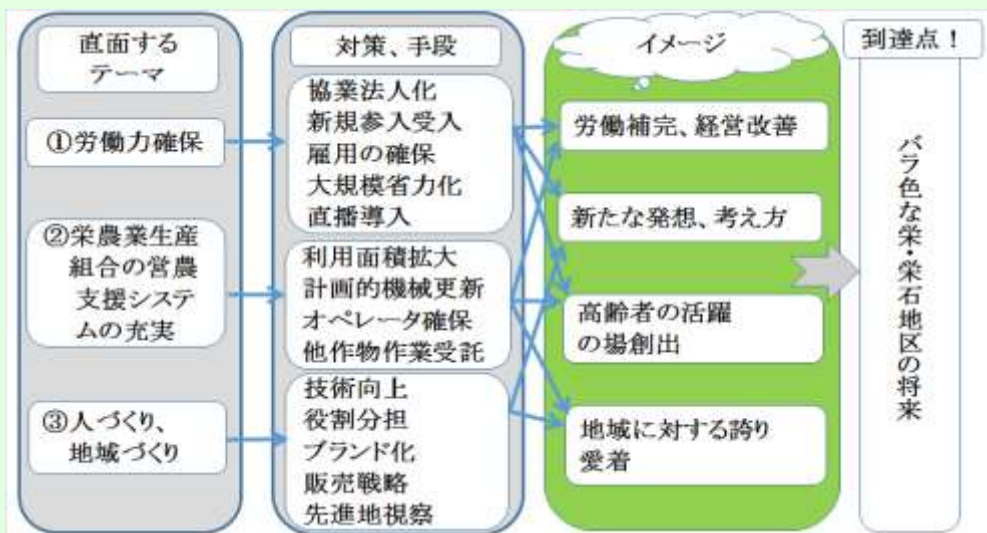 直面する
テーマ
①労働力確保
②栄農業生産
組合の営農
支援システ
ムの充実
③人づくり、
地域づくり
対策、手段
協業法人化
新規参入受入
雇用の確保
大規模省力化
直播導入
利用面積拡大
計画的機械更新
オペレータ確保
他作物作業受託
技術向上
役割分担
ブランド化
販売戦略
先進地視察
イメージ
労働補完、経営改善
新たな発想、考え方
高齢者の活躍
の場創出
地域に対する誇り
愛着
到達点！
バラ色な栄・栄石地区の将来